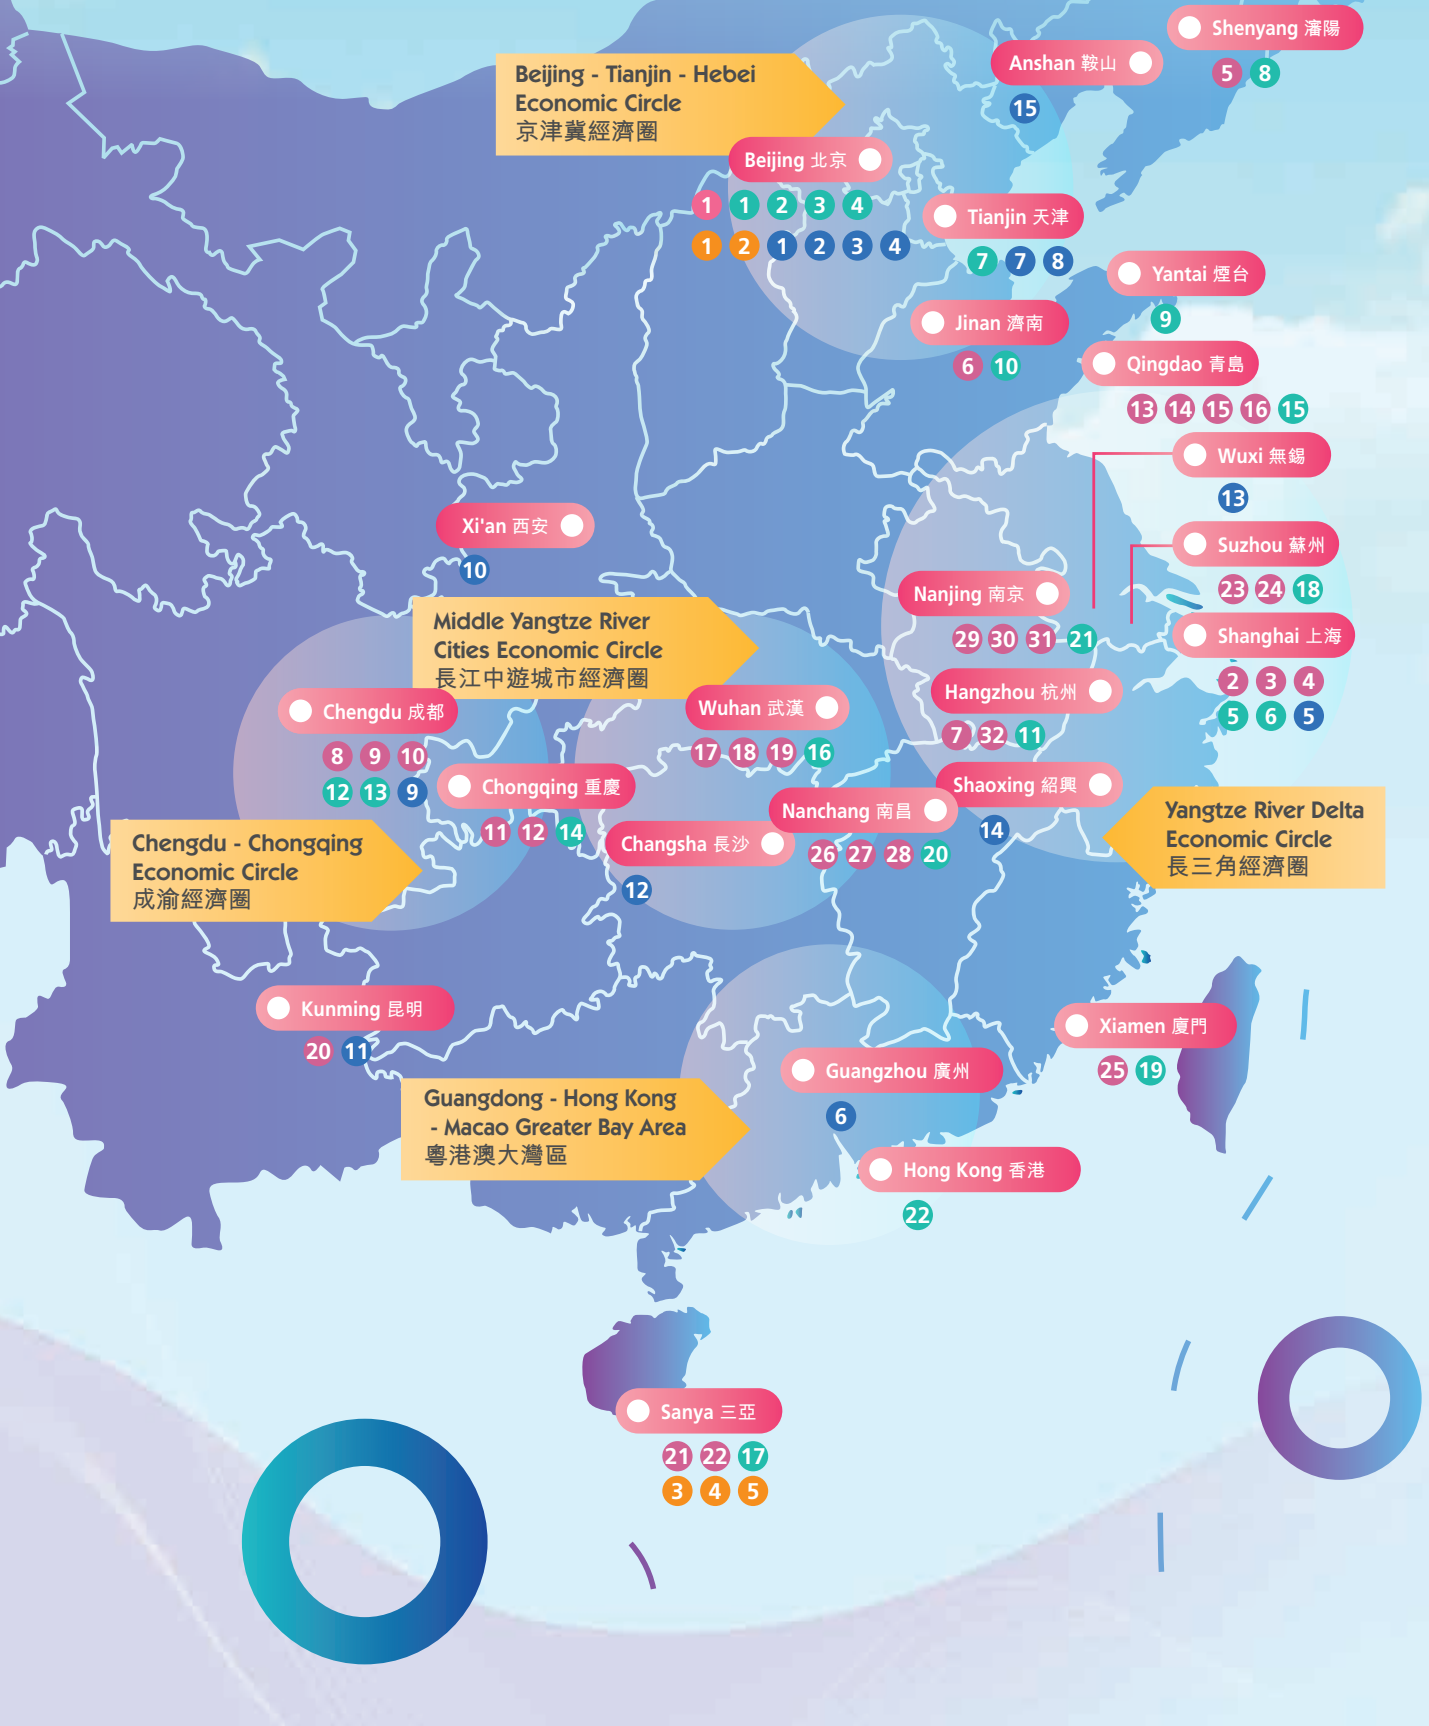 Shenyang 瀋陽
5 8
Anshan 鞍山
15
Beijing - Tianjin - Hebei
Economic Circle
京津冀經濟圈
Beijing 北京
1 1 2 3 4
1 2 1 2 3 4
Tianjin 天津
7 7 8
Yantai 煙台
9
Jinan 濟南
6 10
Qingdao 青島
13 14 15 16 15
Wuxi 無錫
13
Xi'an 西安
10
Suzhou 蘇州
23 24 18
Nanjing 南京
29 30 31 21
Shanghai 上海
2 3 4
5 6 5
Middle Yangtze River
Cities Economic Circle
長江中遊城市經濟圈
Hangzhou 杭州
7 32 11
Chengdu 成都
8 9 10
12 13 9
Wuhan 武漢
17 18 19 16
Chongqing 重慶
11 12 14
Shaoxing 紹興
14
Nanchang 南昌
26 27 28 20
Changsha 長沙
12
Yangtze River Delta
Economic Circle
長三角經濟圈
Chengdu - Chongqing
Economic Circle
成渝經濟圈
Kunming 昆明
20 11
Xiamen 廈門
25 19
Guangzhou 廣州
6
Guangdong - Hong Kong
- Macao Greater Bay Area
粵港澳大灣區
Hong Kong 香港
22
Sanya 三亞
21 22 17
3 4 5